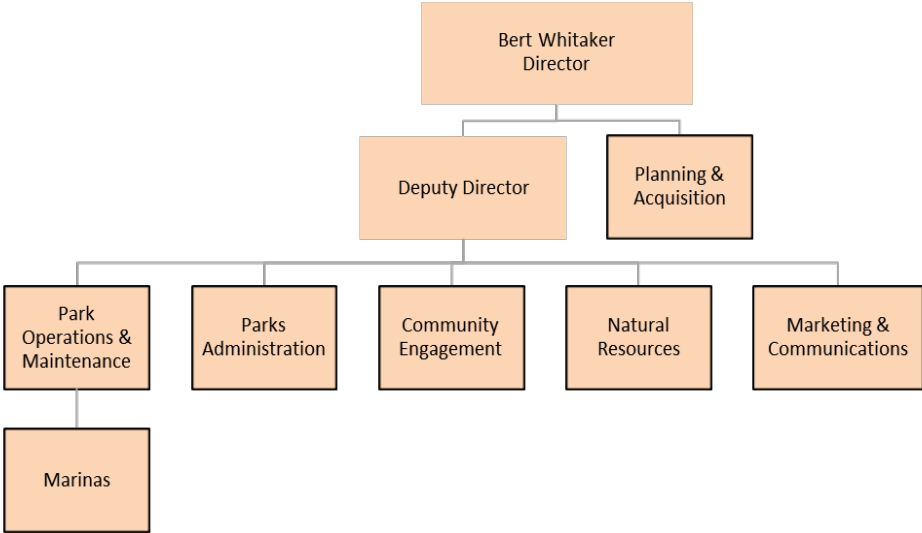 Bert Whitaker
Director
Deputy Director
Planning &
Acquisition
Park
Operations &
Maintenance
Parks
Administration
Community
Engagement
Natural
Resources
Marketing &
Communications
Marinas